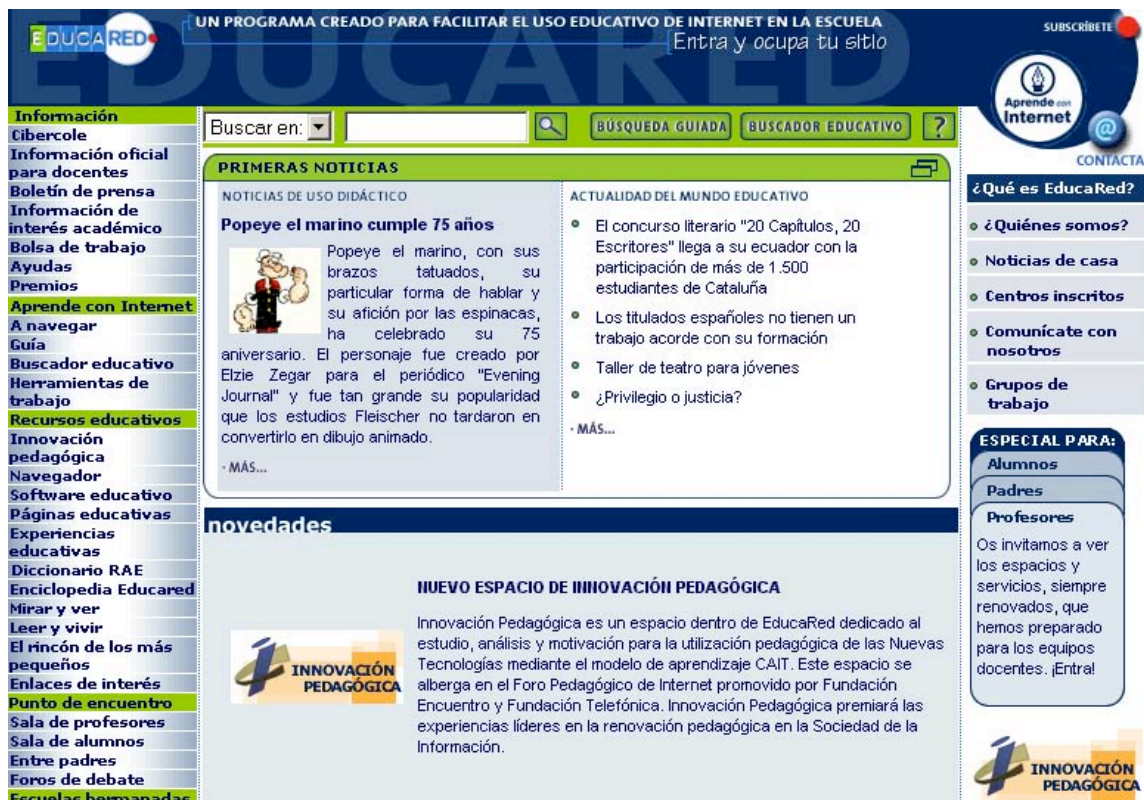 EDUCARED
UN PROGRAMA CREADO PARA FACILITAR EL USO EDUCATIVO DE INTERNET EN LA ESCUELA
Entra y ocupa tu sitio
EDUCARED
SUBSCRÍBETE
Aprende con
Internet
@
CONTACTA
Información
Cibercole
Información oficial
para docentes
Boletín de prensa
Información de
interés académico
Bolsa de trabajo
Ayudas
Premios
Aprende con Internet
A navegar
Guía
Buscador educativo
Herramientas de
trabajo
Recursos educativos
Innovación
pedagógica
Navegador
Software educativo
Páginas educativas
Experiencias
educativas
Diccionario RAE
Enciclopedia Educared
Mirar y ver
Leer y vivir
El rincón de los más
pequeños
Enlaces de interés
Punto de encuentro
Sala de profesores
Sala de alumnos
Entre padres
Foros de debate
Escuelas hermanadas
Buscar en:
BÚSQUEDA GUIADA
BUSCADOR EDUCATIVO
?
PRIMERAS NOTICIAS
NOTICIAS DE USO DIDÁCTICO
Popeye el marino cumple 75 años
Popeye el marino, con sus
brazos tatuados, su
particular forma de hablar y
su afición por las espinacas,
ha celebrado su 75
aniversario. El personaje fue creado por
Elzie Zegar para el periódico "Evening
Journal" y fue tan grande su popularidad
que los estudios Fleischer no tardaron en
convertirlo en dibujo animado.
· MÁS...
ACTUALIDAD DEL MUNDO EDUCATIVO
El concurso literario "20 Capítulos, 20
Escritores" llega a su ecuador con la
participación de más de 1.500
estudiantes de Cataluña
Los titulados españoles no tienen un
trabajo acorde con su formación
Taller de teatro para jóvenes
¿Privilegio o justicia?
· MÁS...
novedades
NUEVO ESPACIO DE INNOVACIÓN PEDAGÓGICA
INNOVACIÓN
PEDAGÓGICA
Innovación Pedagógica es un espacio dentro de EducaRed dedicado al
estudio, análisis y motivación para la utilización pedagógica de las Nuevas
Tecnologías mediante el modelo de aprendizaje CAIT. Este espacio se
alberga en el Foro Pedagógico de Internet promovido por Fundación
Encuentro y Fundación Telefónica. Innovación Pedagógica premiará las
experiencias líderes en la renovación pedagógica en la Sociedad de la
Información.
¿Qué es EducaRed?
¿Quiénes somos?
Noticias de casa
Centros inscritos
Comunícate con
nosotros
Grupos de
trabajo
ESPECIAL PARA:
Alumnos
Padres
Profesores
Os invitamos a ver
los espacios y
servicios, siempre
renovados, que
hemos preparado
para los equipos
docentes. ¡Entra!
INNOVACIÓN
PEDAGÓGICA